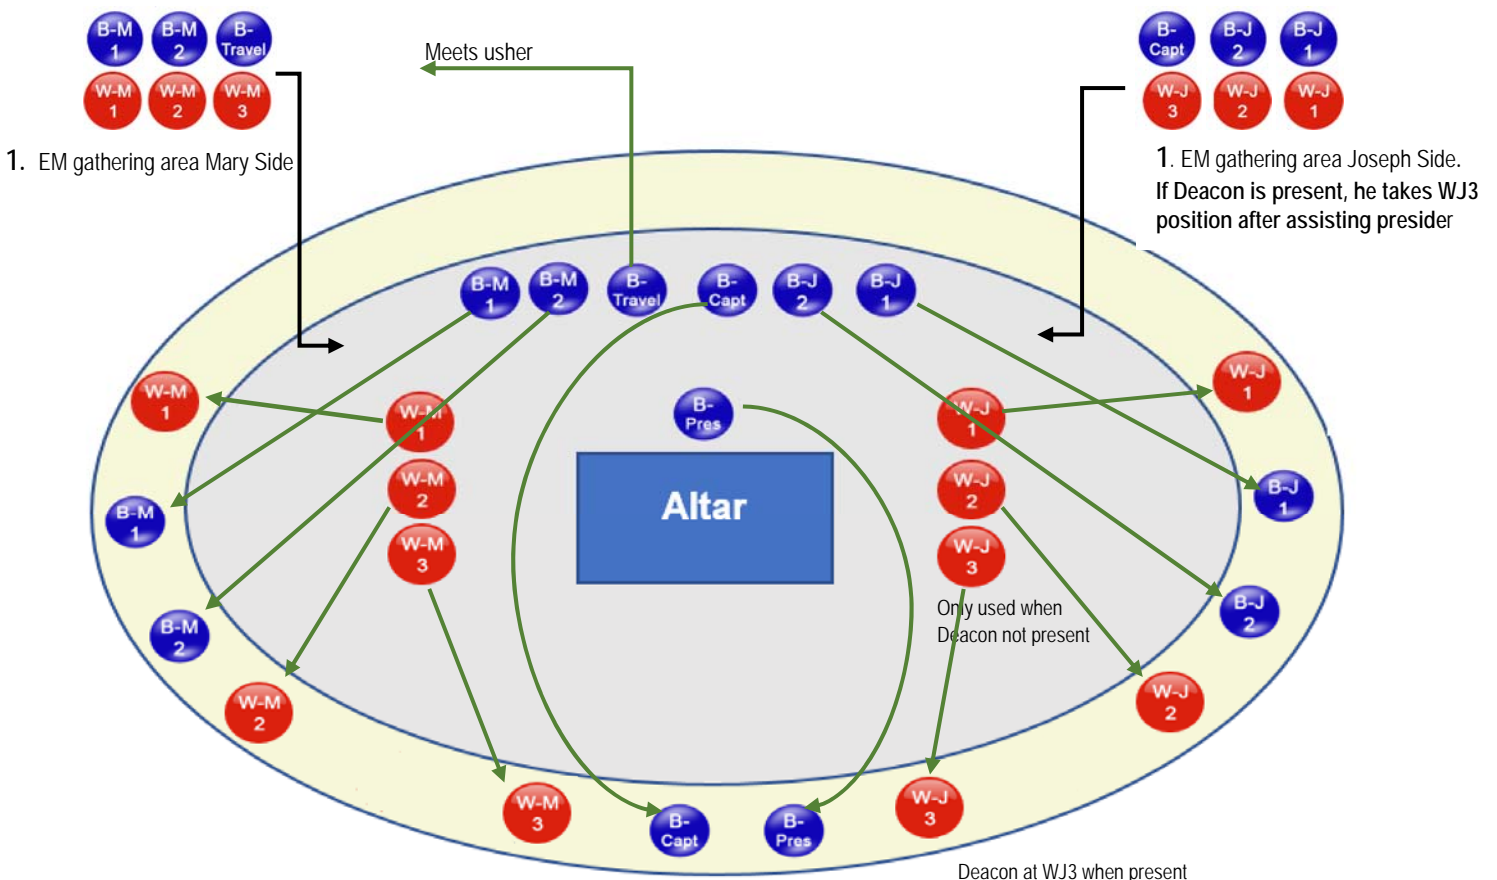 B-M
1
B-M
2
B-
Travel
W-M
1
W-M
2
W-M
3
1. EM gathering area Mary Side
Meets usher
B-
Capt
B-J
2
B-J
1
W-J
3
W-J
2
W-J
1
1. EM gathering area Joseph Side.
If Deacon is present, he takes WJ3
position after assisting presider
B-M
1
B-M
2
B-
Travel
B-
Capt
B-J
2
B-J
1
W-M
1
W-M
1
B-
Pres
W-J
1
W-J
1
W-M
2
Altar
W-J
2
B-J
1
B-M
1
W-M
3
W-J
3
Only used when
Deacon not present
B-J
2
B-M
2
W-M
2
W-J
2
W-M
3
B-
Capt
B-
Pres
W-J
3
Deacon at WJ3 when present